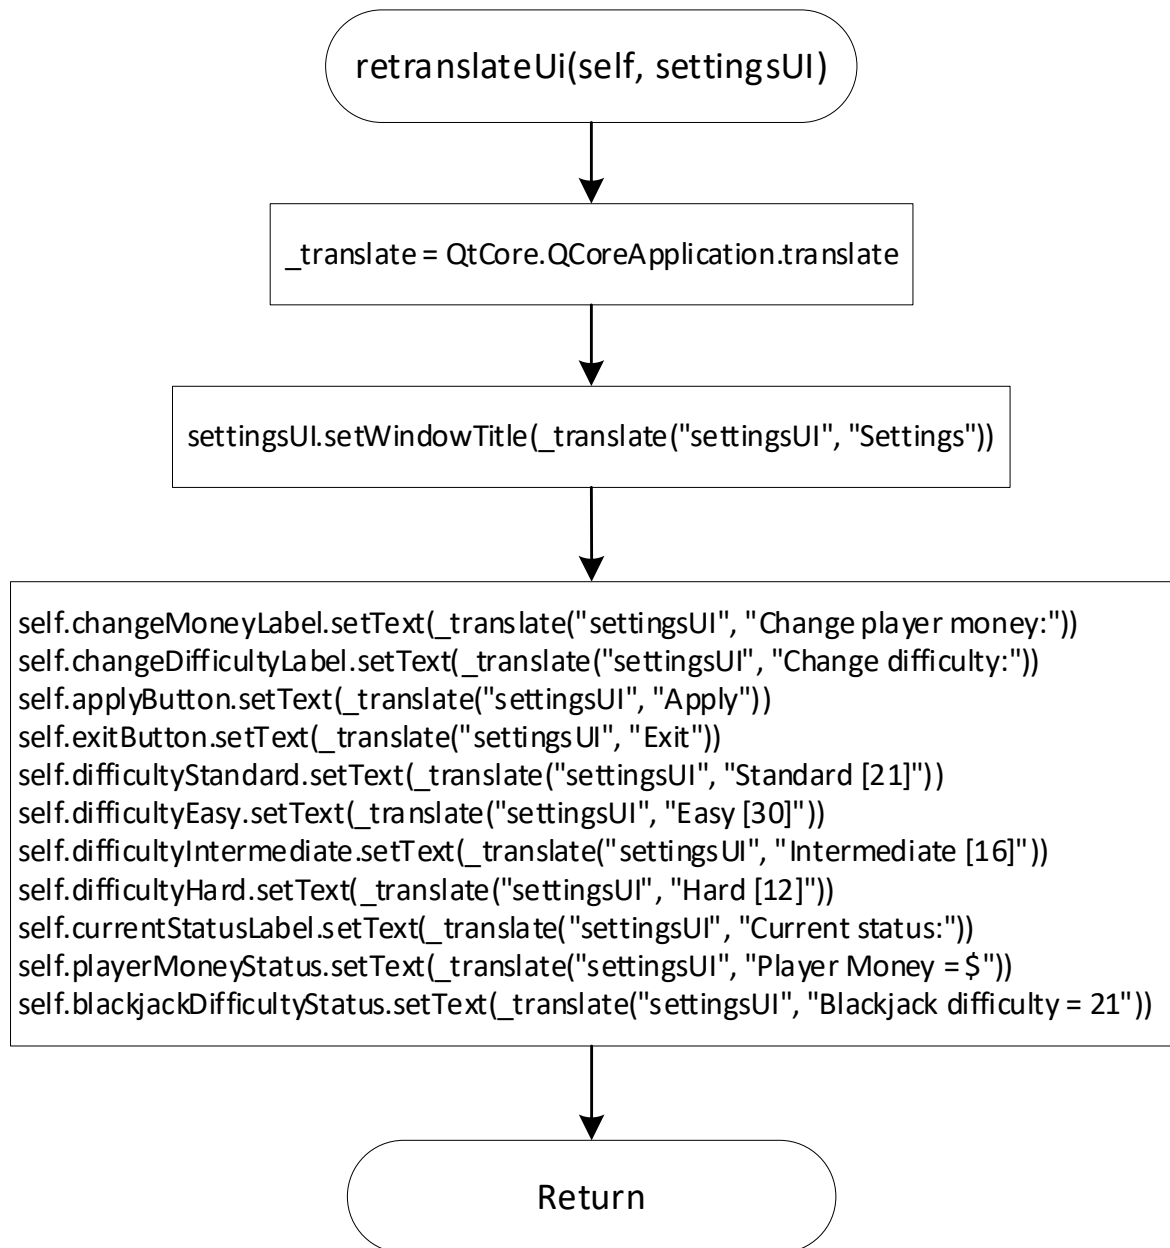 retranslateUi(self, settingsUI)
_translate = QtCore.QCoreApplication.translate
settingsUI.setWindowTitle(_translate("settingsUI", "Settings"))
self.changeMoneyLabel.setText(_translate("settingsUI", "Change player money:"))
self.changeDifficultyLabel.setText(_translate("settingsUI", "Change difficulty:"))
self.applyButton.setText(_translate("settingsUI", "Apply"))
self.exitButton.setText(_translate("settingsUI", "Exit"))
self.difficultyStandard.setText(_translate("settingsUI", "Standard [21]"))
self.difficultyEasy.setText(_translate("settingsUI", "Easy [30]"))
self.difficultyIntermediate.setText(_translate("settingsUI", "Intermediate [16]"))
self.difficultyHard.setText(_translate("settingsUI", "Hard [12]"))
self.currentStatusLabel.setText(_translate("settingsUI", "Current status:"))
self.playerMoneyStatus.setText(_translate("settingsUI", "Player Money = $"))
self.blackjackDifficultyStatus.setText(_translate("settingsUI", "Blackjack difficulty = 21"))
Return